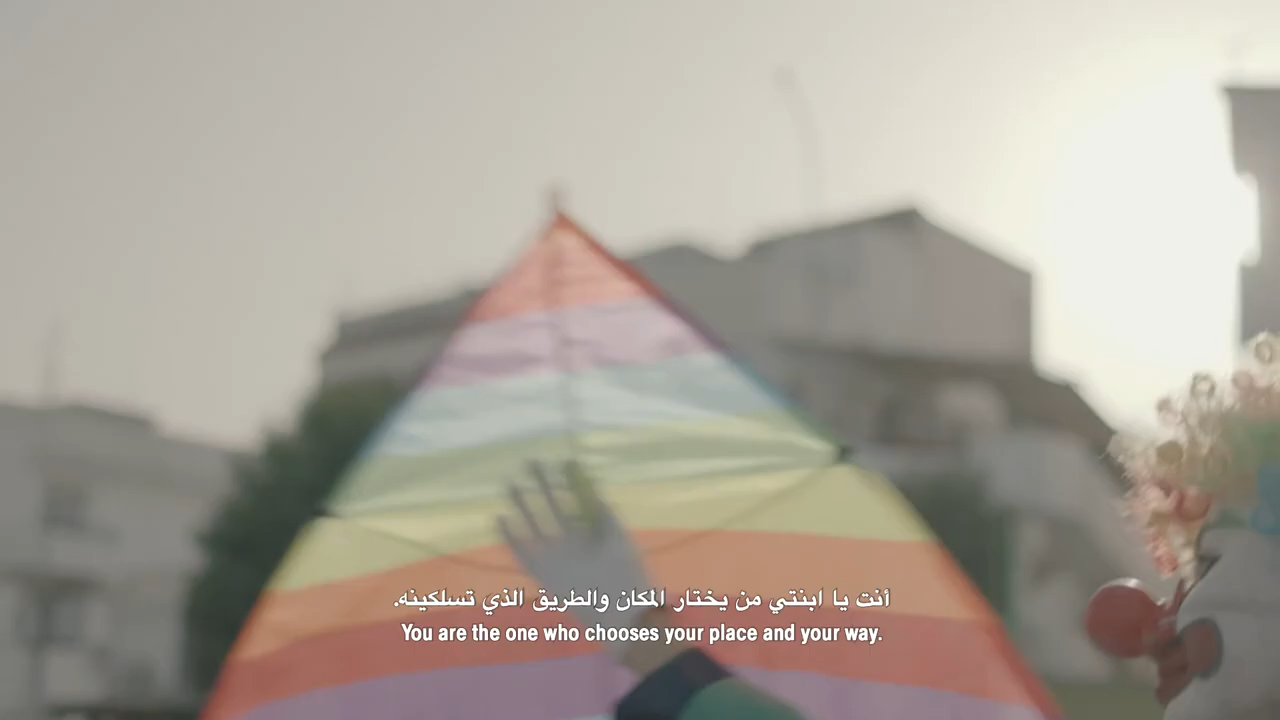 أنت يا ابنتي من يختار المكان والطريق الذي تسلكينه.
You are the one who chooses your place and your way.